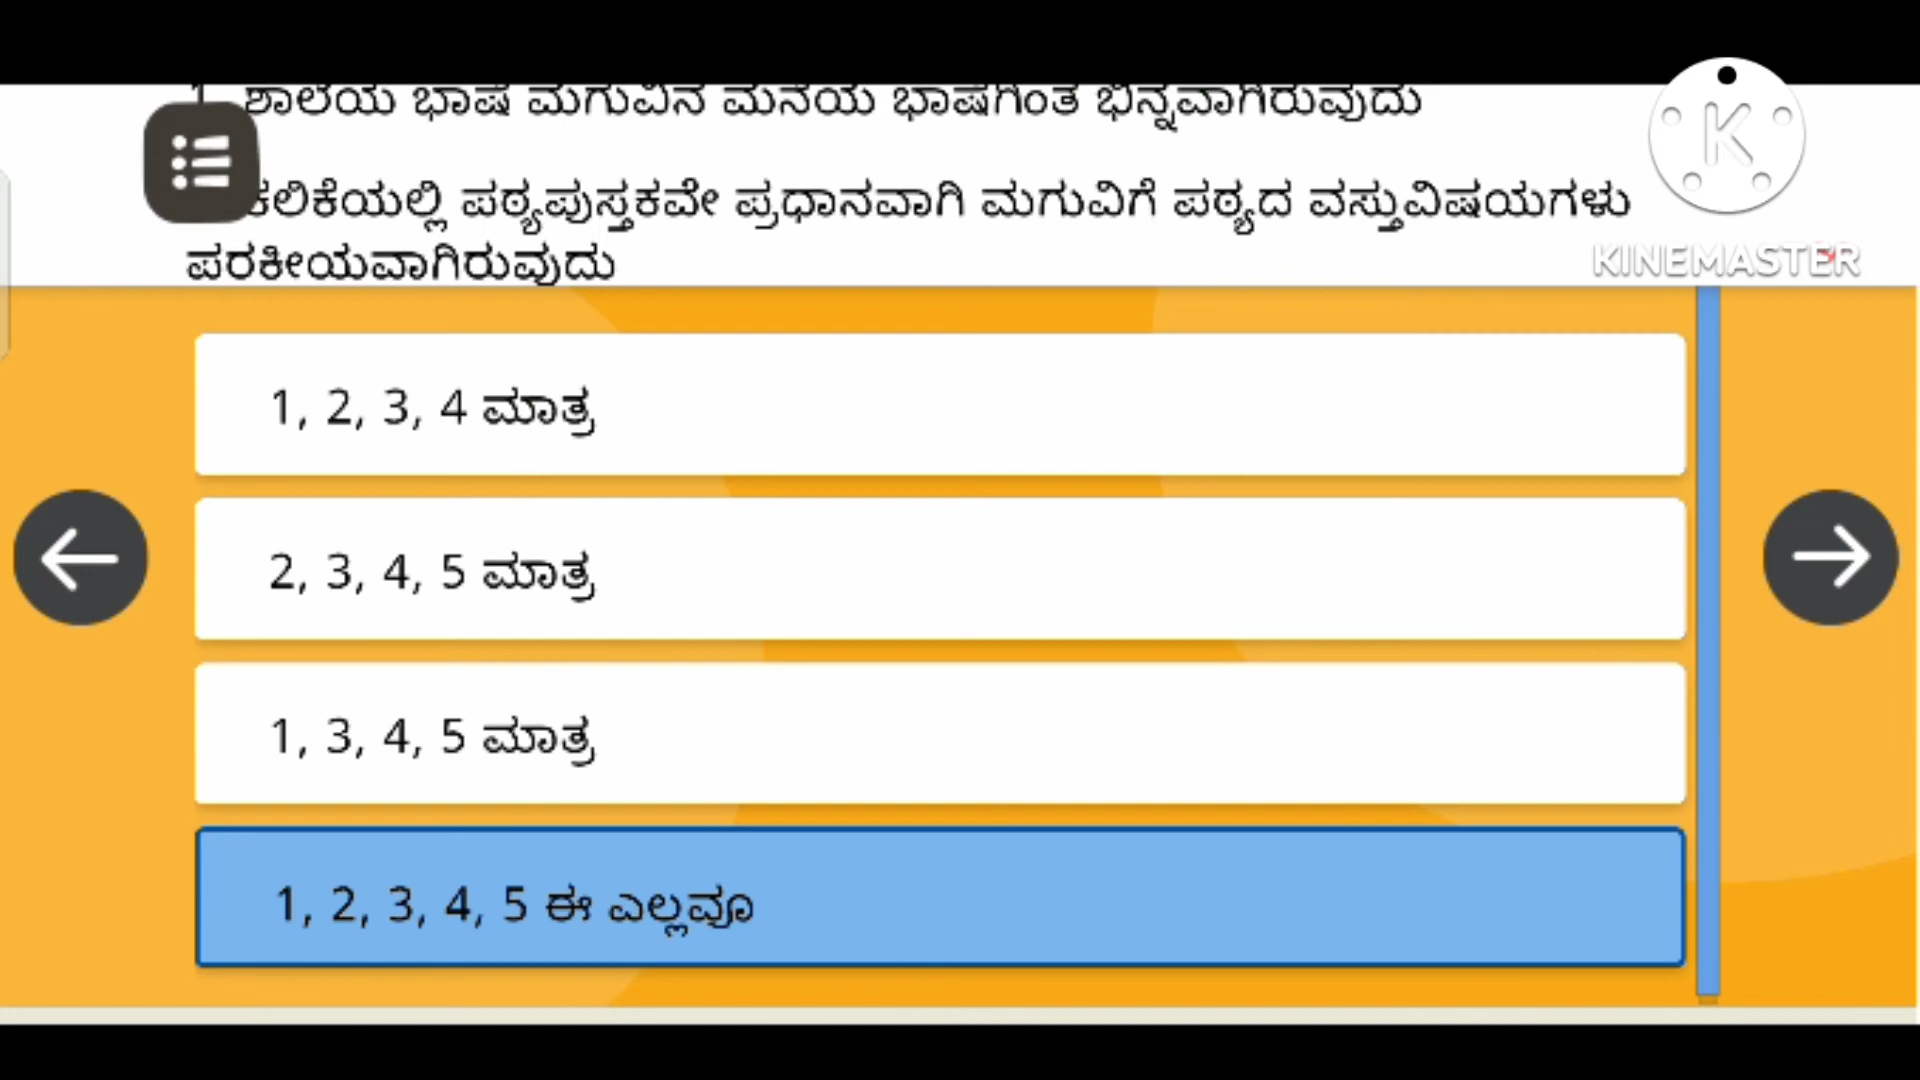 1. ಶಾಲೆಯ ಭಾಷೆ ಮಗುವಿನ ಮನೆಯ ಭಾಷೆಗಿಂತ ಭಿನ್ನವಾಗಿರುವುದು
ಕಲಿಕೆಯಲ್ಲಿ ಪಠ್ಯಪುಸ್ತಕವೇ ಪ್ರಧಾನವಾಗಿ ಮಗುವಿಗೆ ಪಠ್ಯದ ವಸ್ತುವಿಷಯಗಳು
ಪರಕೀಯವಾಗಿರುವುದು
K
KINEMASTER
1, 2, 3, 4 ಮಾತ್ರ
2, 3, 4, 5 ಮಾತ್ರ
1, 3, 4, 5 ಮಾತ್ರ
1, 2, 3, 4, 5 ಈ ಎಲ್ಲವೂ